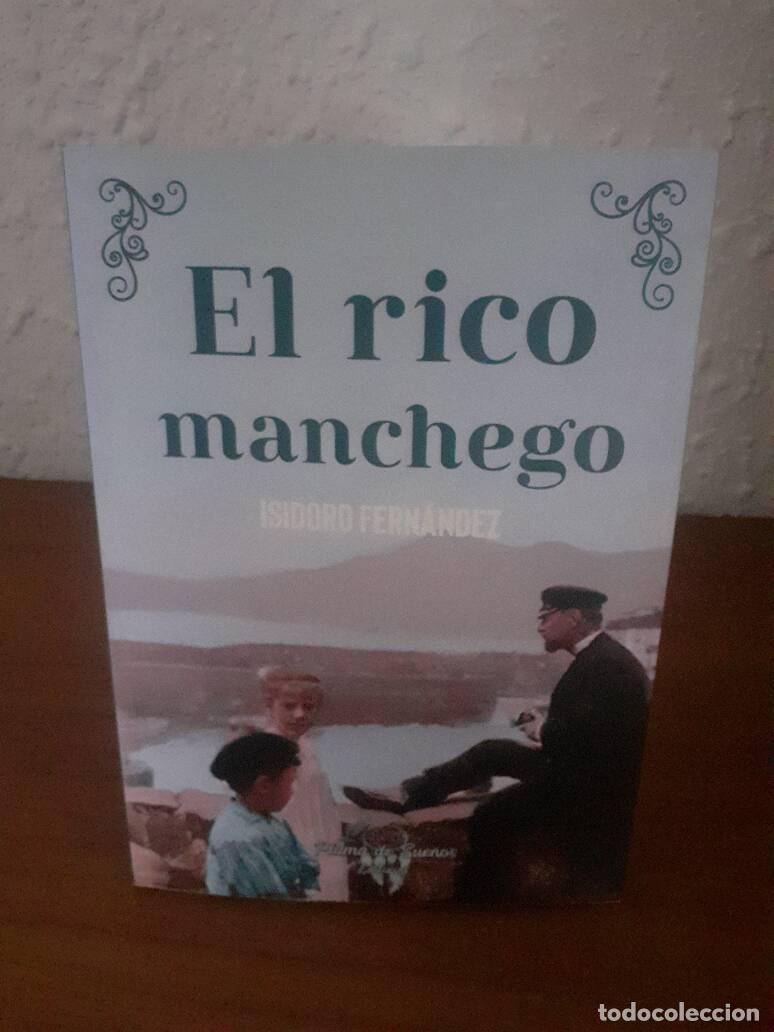 El rico
manchego
ISIDORO FERNÁNDEZ
Pluma de Sueños
todocoleccion